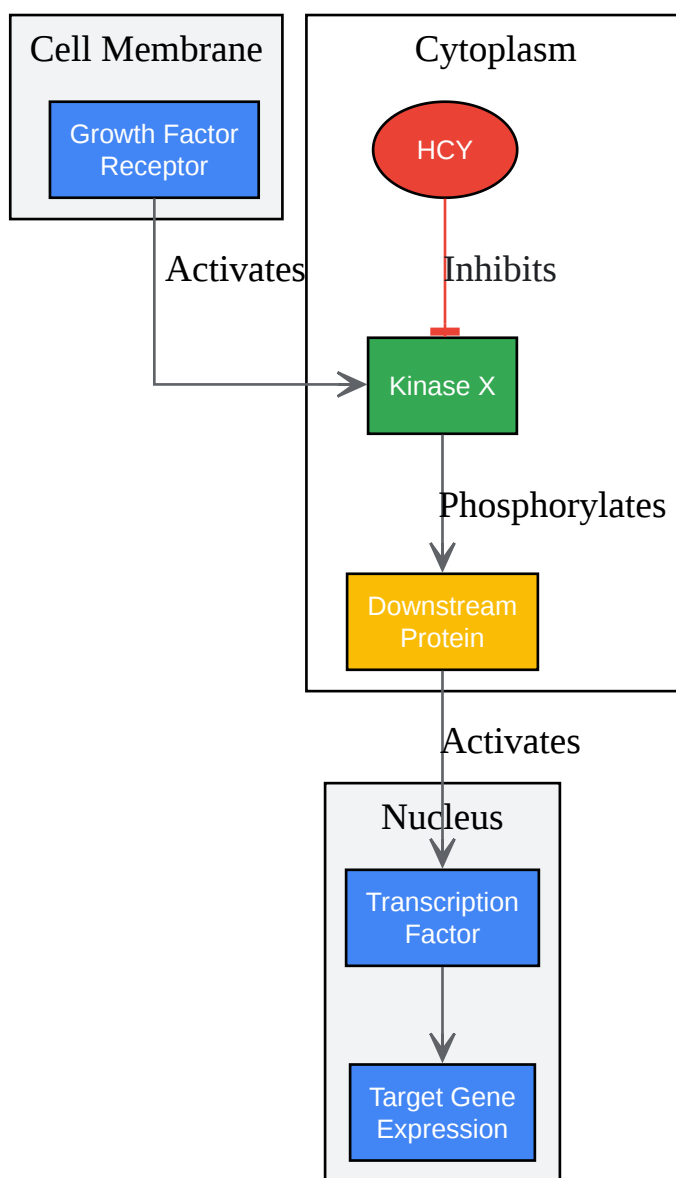 Cell Membrane
Growth Factor
Receptor
Cytoplasm
HCY
Activates
Inhibits
Kinase X
Phosphorylates
Downstream
Protein
Activates
Nucleus
Transcription
Factor
Target Gene
Expression